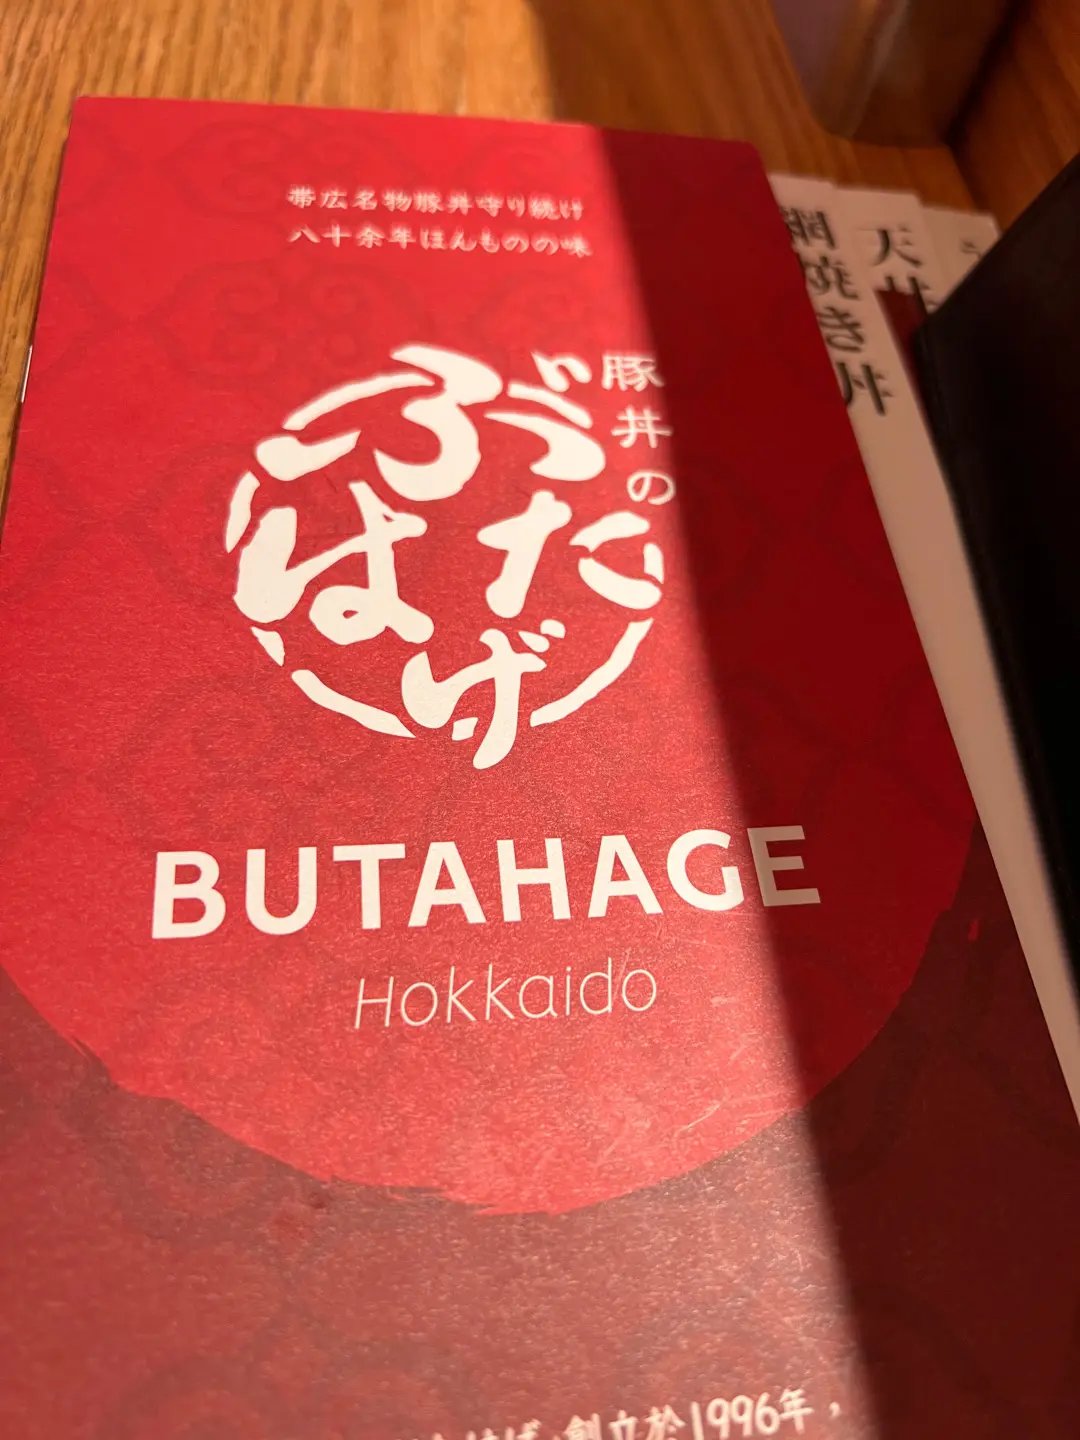 帯広名物豚丼守り続け
八十余年ほんものの味
豚丼の
ぶた
はげ
BUTAHAGE
Hokkaido
創立於1996年，
網焼き丼
天丼